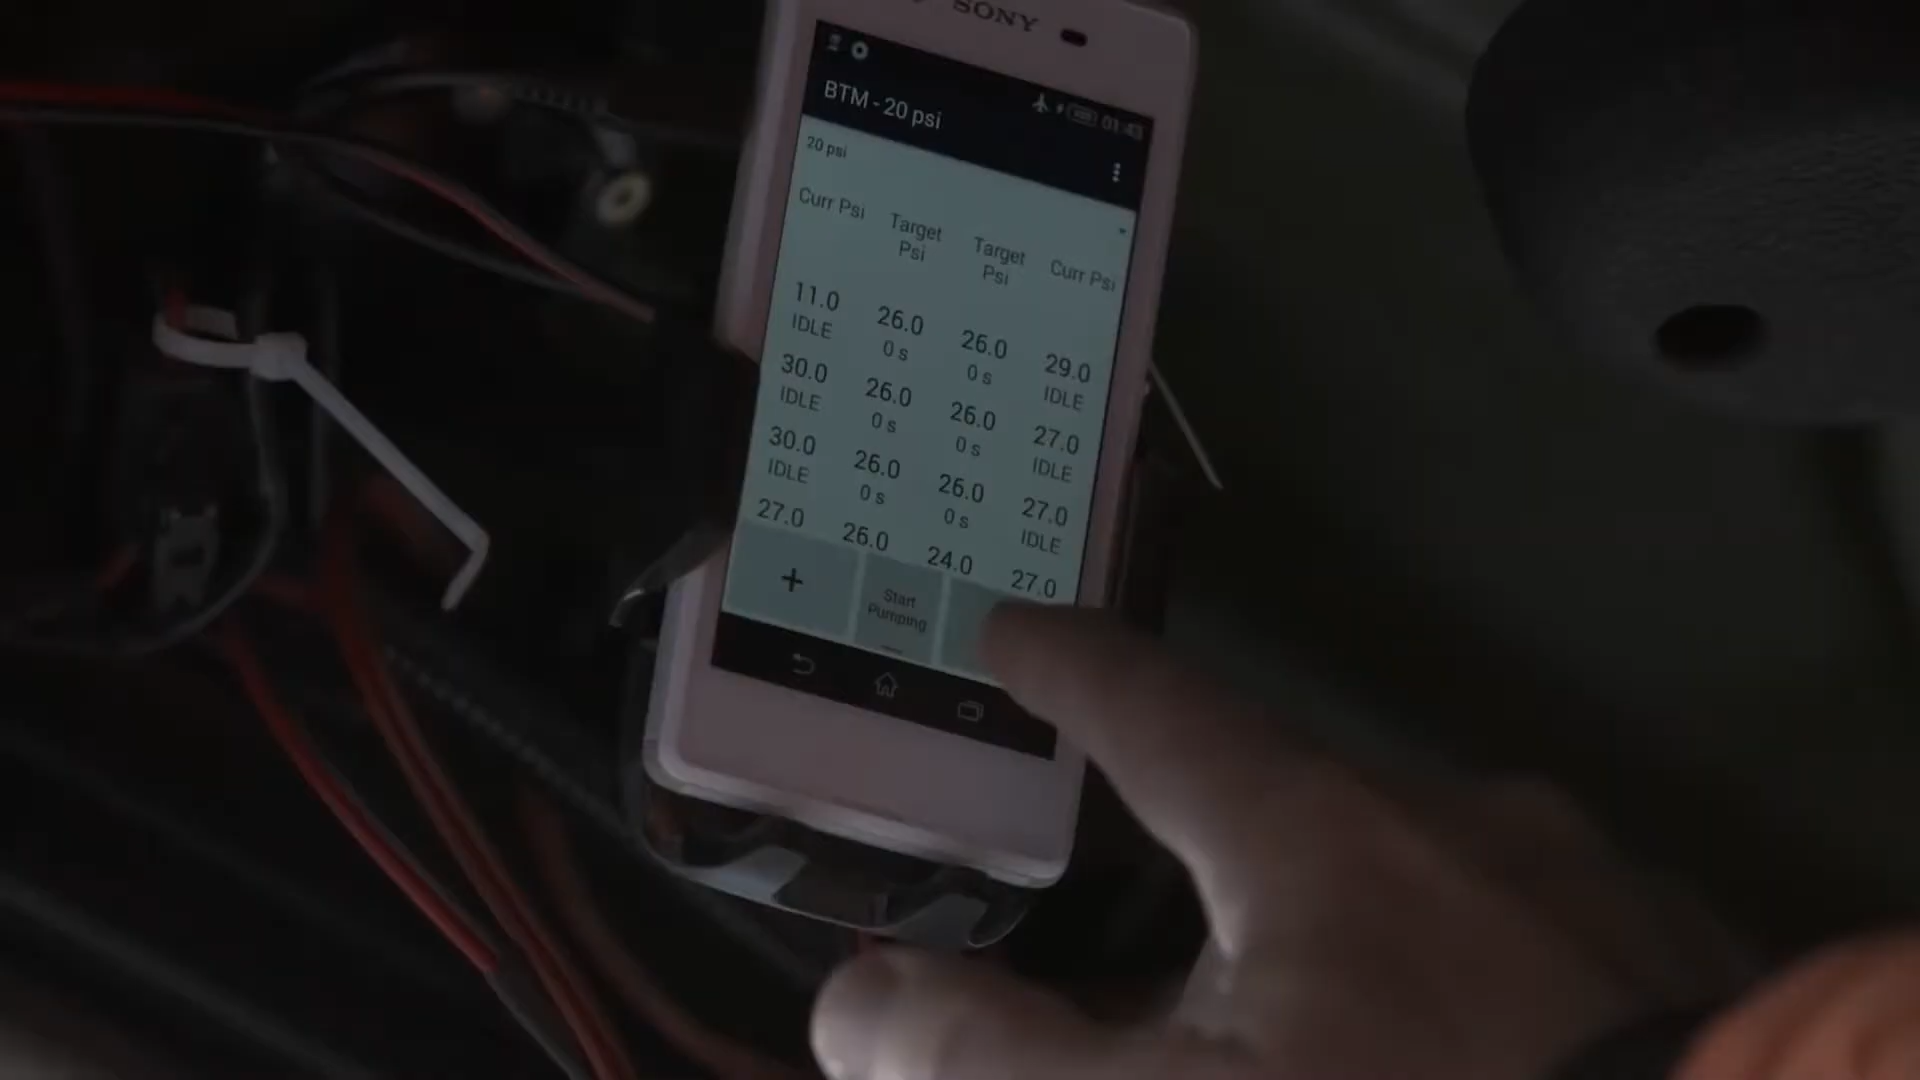 SONY
01:43
BTM - 20 psi
20 psi
Curr Psi Target Psi Target Psi Curr Psi
11.0 26.0 26.0 29.0
IDLE 0 s 0 s IDLE
30.0 26.0 26.0 27.0
IDLE 0 s 0 s IDLE
30.0 26.0 26.0 27.0
IDLE 0 s 0 s IDLE
27.0 26.0 24.0 27.0
+ Start
Pumping